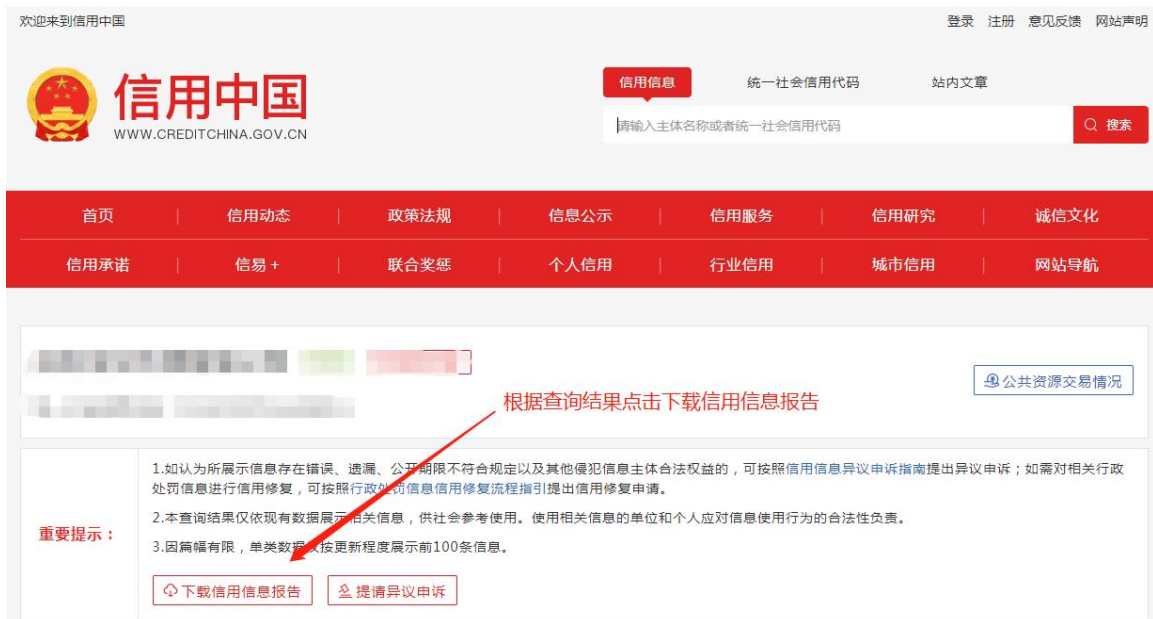 欢迎来到信用中国
登录 注册 意见反馈 网站声明
信用中国
WWW.CREDITCHINA.GOV.CN
信用信息 统一社会信用代码 站内文章
请输入主体名称或者统一社会信用代码
搜索
首页 信用动态 政策法规 信息公示 信用服务 信用研究 诚信文化
信用承诺 信易+ 联合奖惩 个人信用 行业信用 城市信用 网站导航
公共资源交易情况
根据查询结果点击下载信用信息报告
重要提示：
1.如认为所展示信息存在错误、遗漏、公开期限不符合规定以及其他侵犯信息主体合法权益的，可按照信用信息异议申诉指南提出异议申诉；如需对相关行政
处罚信息进行信用修复，可按照行政处罚信息信用修复流程指引提出信用修复申请。
2.本查询结果仅依现有数据展示相关信息，供社会参考使用。使用相关信息的单位和个人应对信息使用行为的合法性负责。
3.因篇幅有限，单类数据仅按更新程度展示前100条信息。
下载信用信息报告 提请异议申诉